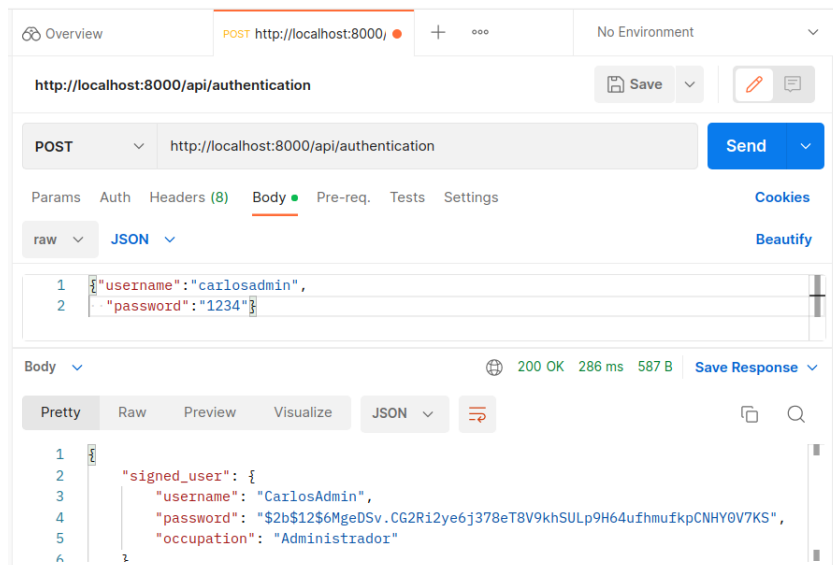 Overview POST http://localhost:8000/ No Environment
http://localhost:8000/api/authentication Save
POST http://localhost:8000/api/authentication Send
Params Auth Headers (8) Body Pre-req. Tests Settings Cookies
raw JSON Beautify
1 {"username":"carlosadmin",
2 "password":"1234"}
Body 200 OK 286 ms 587 B Save Response
Pretty Raw Preview Visualize JSON
1 {
2 "signed_user": {
3 "username": "CarlosAdmin",
4 "password": "$2b$12$6MgeDSv.CG2Ri2ye6j378eT8V9khSULp9H64ufhmufkpCNHY0V7KS",
5 "occupation": "Administrador"
6 }